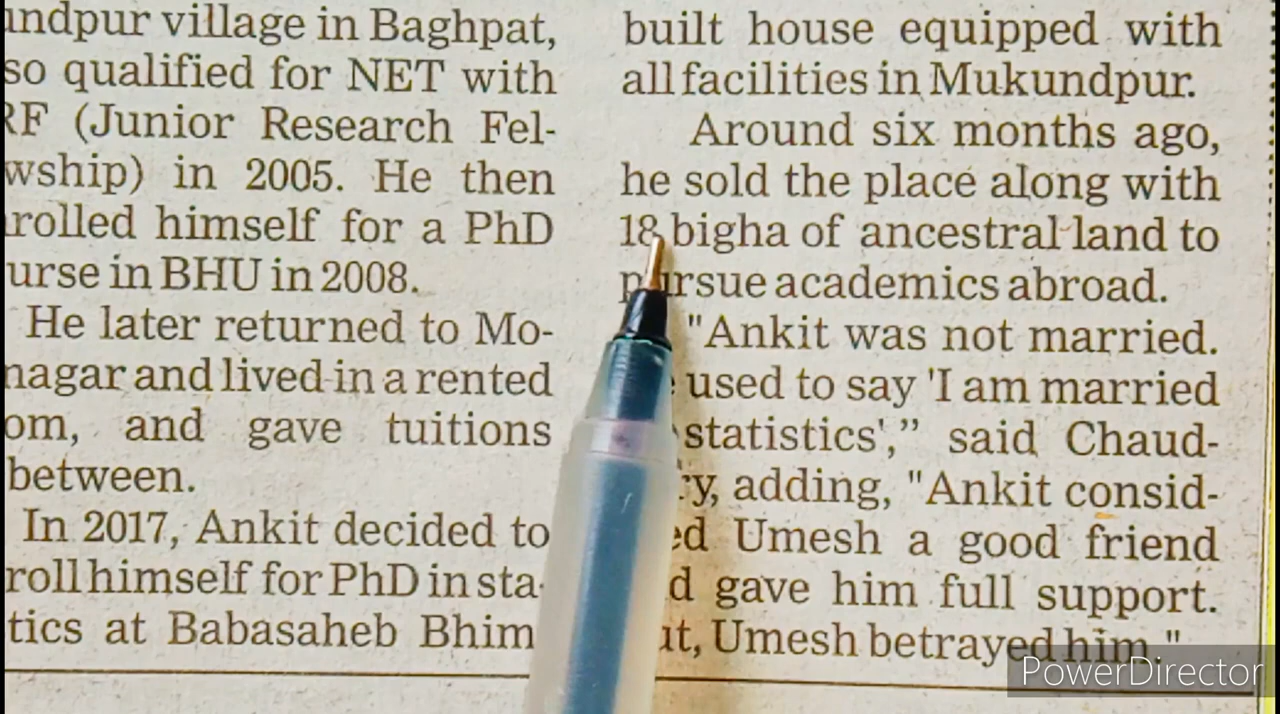 undpur village in Baghpat,
so qualified for NET with
RF (Junior Research Fel-
wship) in 2005. He then
rolled himself for a PhD
urse in BHU in 2008.
He later returned to Mo-
nagar and lived in a rented
om, and gave tuitions
between.
In 2017, Ankit decided to
roll himself for PhD in sta-
tics at Babasaheb Bhim
built house equipped with
all facilities in Mukundpur.
Around six months ago,
he sold the place along with
18 bigha of ancestral land to
pursue academics abroad.
"Ankit was not married.
used to say 'I am married
statistics',” said Chaud-
ry, adding, "Ankit consid-
ed Umesh a good friend
d gave him full support.
ut, Umesh betrayed him."
PowerDirector